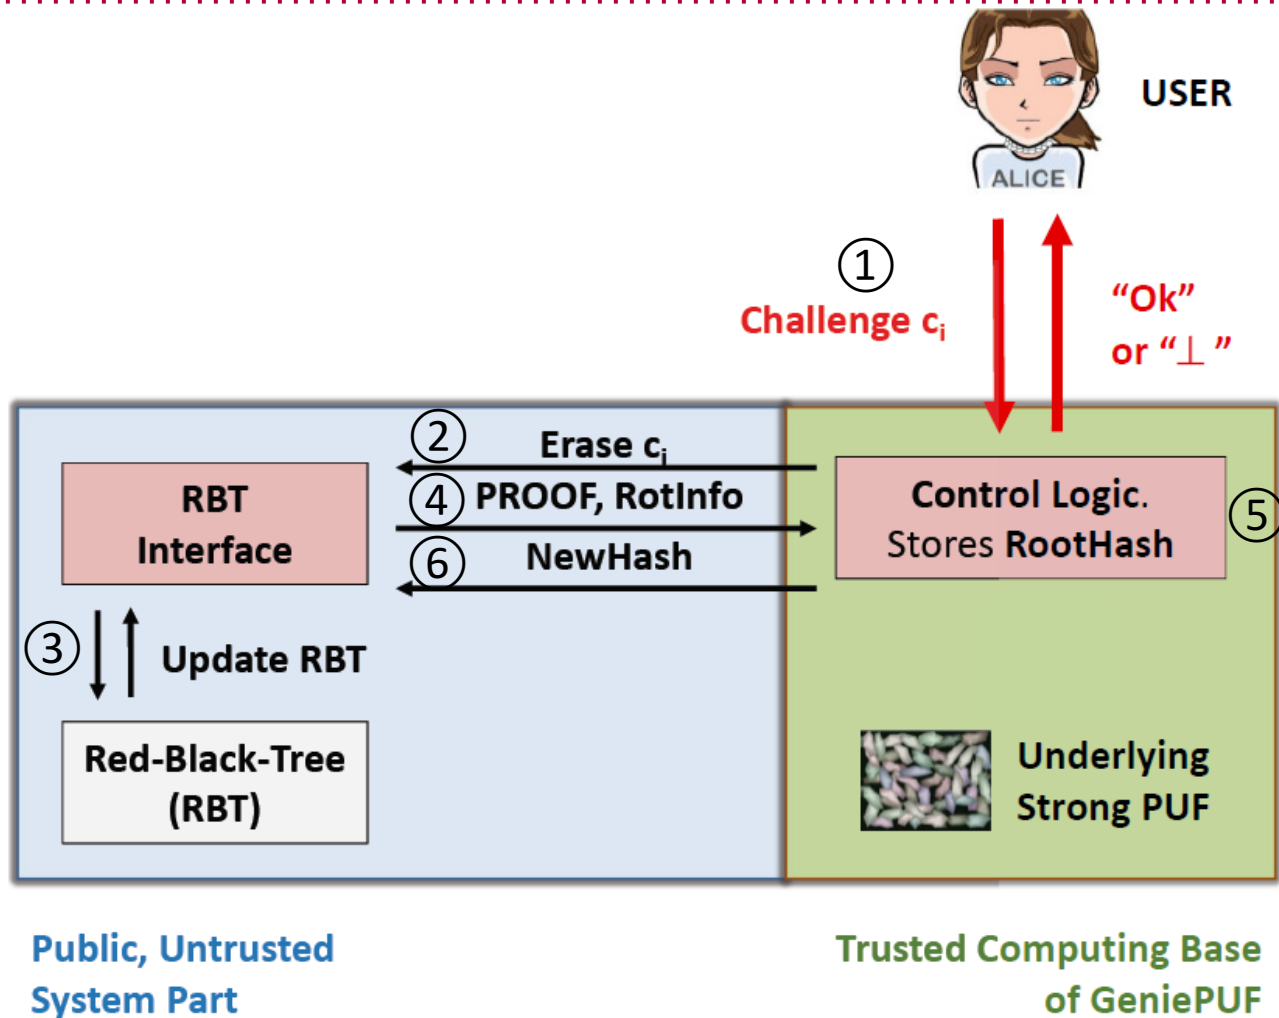 USER
ALICE
①
Challenge cᵢ
“Ok”
or “⊥”
②
Erase cᵢ
④
PROOF, RotInfo
⑥
NewHash
RBT
Interface
Control Logic.
Stores RootHash
⑤
③
Update RBT
Red-Black-Tree
(RBT)
Underlying
Strong PUF
Public, Untrusted
System Part
Trusted Computing Base
of GeniePUF